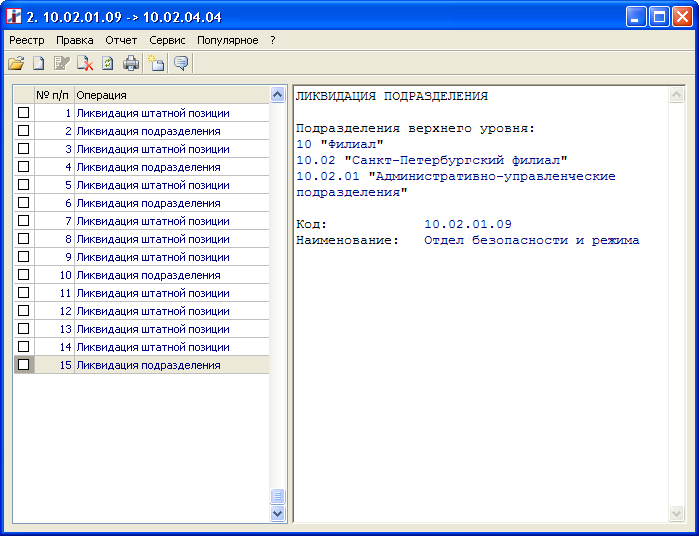 2. 10.02.01.09 -> 10.02.04.04
Реестр Правка Отчет Сервис Популярное ?
№ п/п Операция
1 Ликвидация штатной позиции
2 Ликвидация подразделения
3 Ликвидация штатной позиции
4 Ликвидация подразделения
5 Ликвидация штатной позиции
6 Ликвидация подразделения
7 Ликвидация штатной позиции
8 Ликвидация штатной позиции
9 Ликвидация штатной позиции
10 Ликвидация подразделения
11 Ликвидация штатной позиции
12 Ликвидация штатной позиции
13 Ликвидация штатной позиции
14 Ликвидация штатной позиции
15 Ликвидация подразделения
ЛИКВИДАЦИЯ ПОДРАЗДЕЛЕНИЯ
Подразделения верхнего уровня:
10 "Филиал"
10.02 "Санкт-Петербургский филиал"
10.02.01 "Административно-управленческие
подразделения"
Код: 10.02.01.09
Наименование: Отдел безопасности и режима